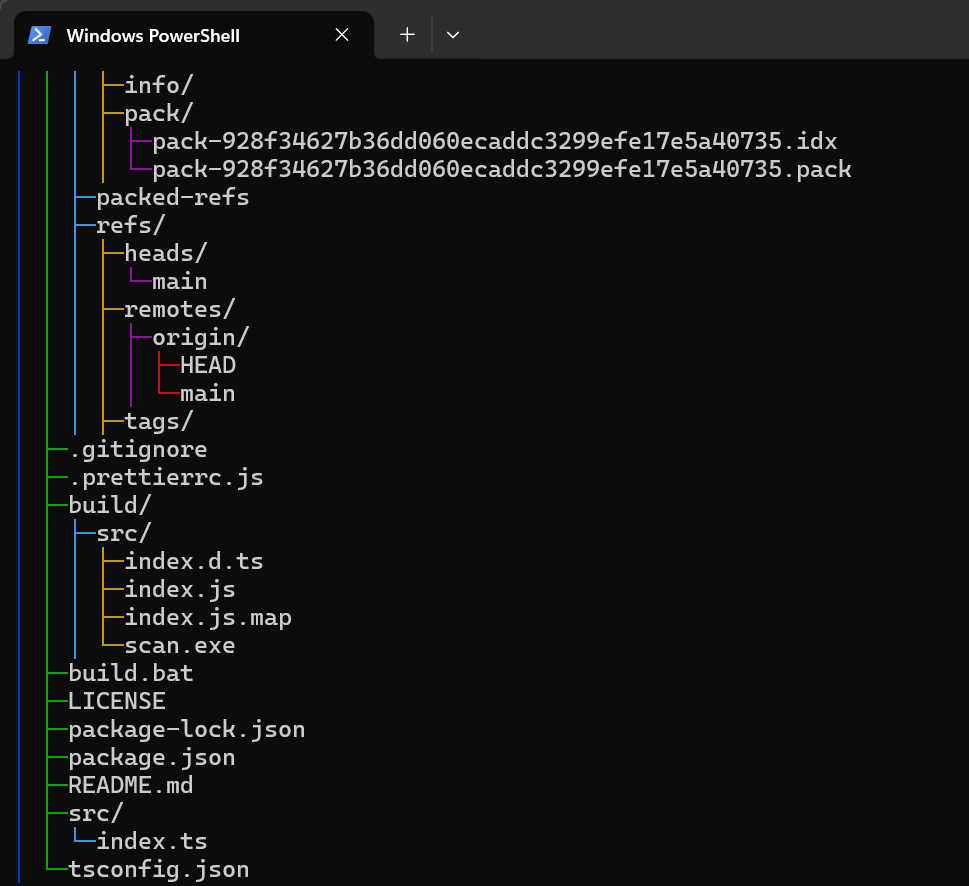 Windows PowerShell
info/
pack/
pack-928f34627b36dd060ecaddc3299efe17e5a40735.idx
pack-928f34627b36dd060ecaddc3299efe17e5a40735.pack
packed-refs
refs/
heads/
main
remotes/
origin/
HEAD
main
tags/
.gitignore
.prettierrc.js
build/
src/
index.d.ts
index.js
index.js.map
scan.exe
build.bat
LICENSE
package-lock.json
package.json
README.md
src/
index.ts
tsconfig.json